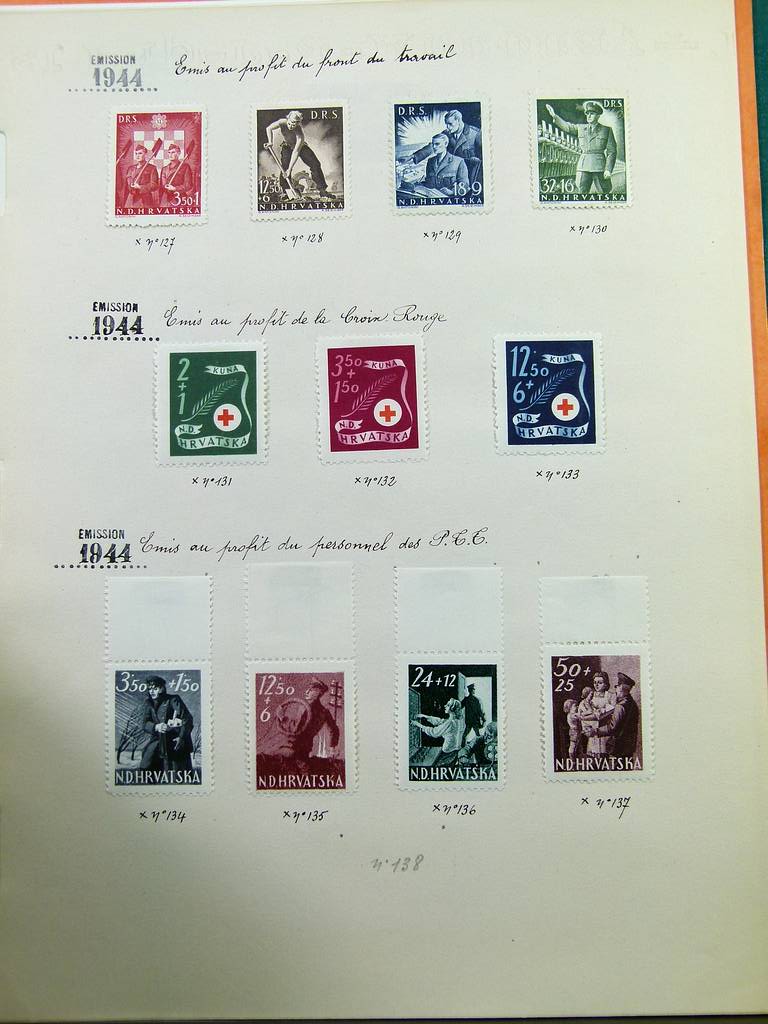 EMISSION
1944 Emis au profit du front du travail
D.R.S.
3.50+1
N.D.HRVATSKA
D.R.S.
12.50
+6
N.D.HRVATSKA
D.R.S.
18+9
N.D.HRVATSKA
D.R.S.
32+16
N.D.HRVATSKA
x n° 127
x n° 128
x n° 129
x n° 130
EMISSION
1944 Emis au profit de la Croix Rouge
2
+
1
KUNA
N.D.
HRVATSKA
3.50
+
1.50
KUNA
N.D.
HRVATSKA
12.50
6+
KUNA
N.D.
HRVATSKA
x n° 131
x n° 132
x n° 133
EMISSION
1944 Emis au profit du personnel des P.T.T.
3.50+1.50
N.D.HRVATSKA
12.50
+
6
N.D.HRVATSKA
24+12
N.D.HRVATSKA
50+
25
N.D.HRVATSKA
x n° 134
x n° 135
x n° 136
x n° 137
n° 138